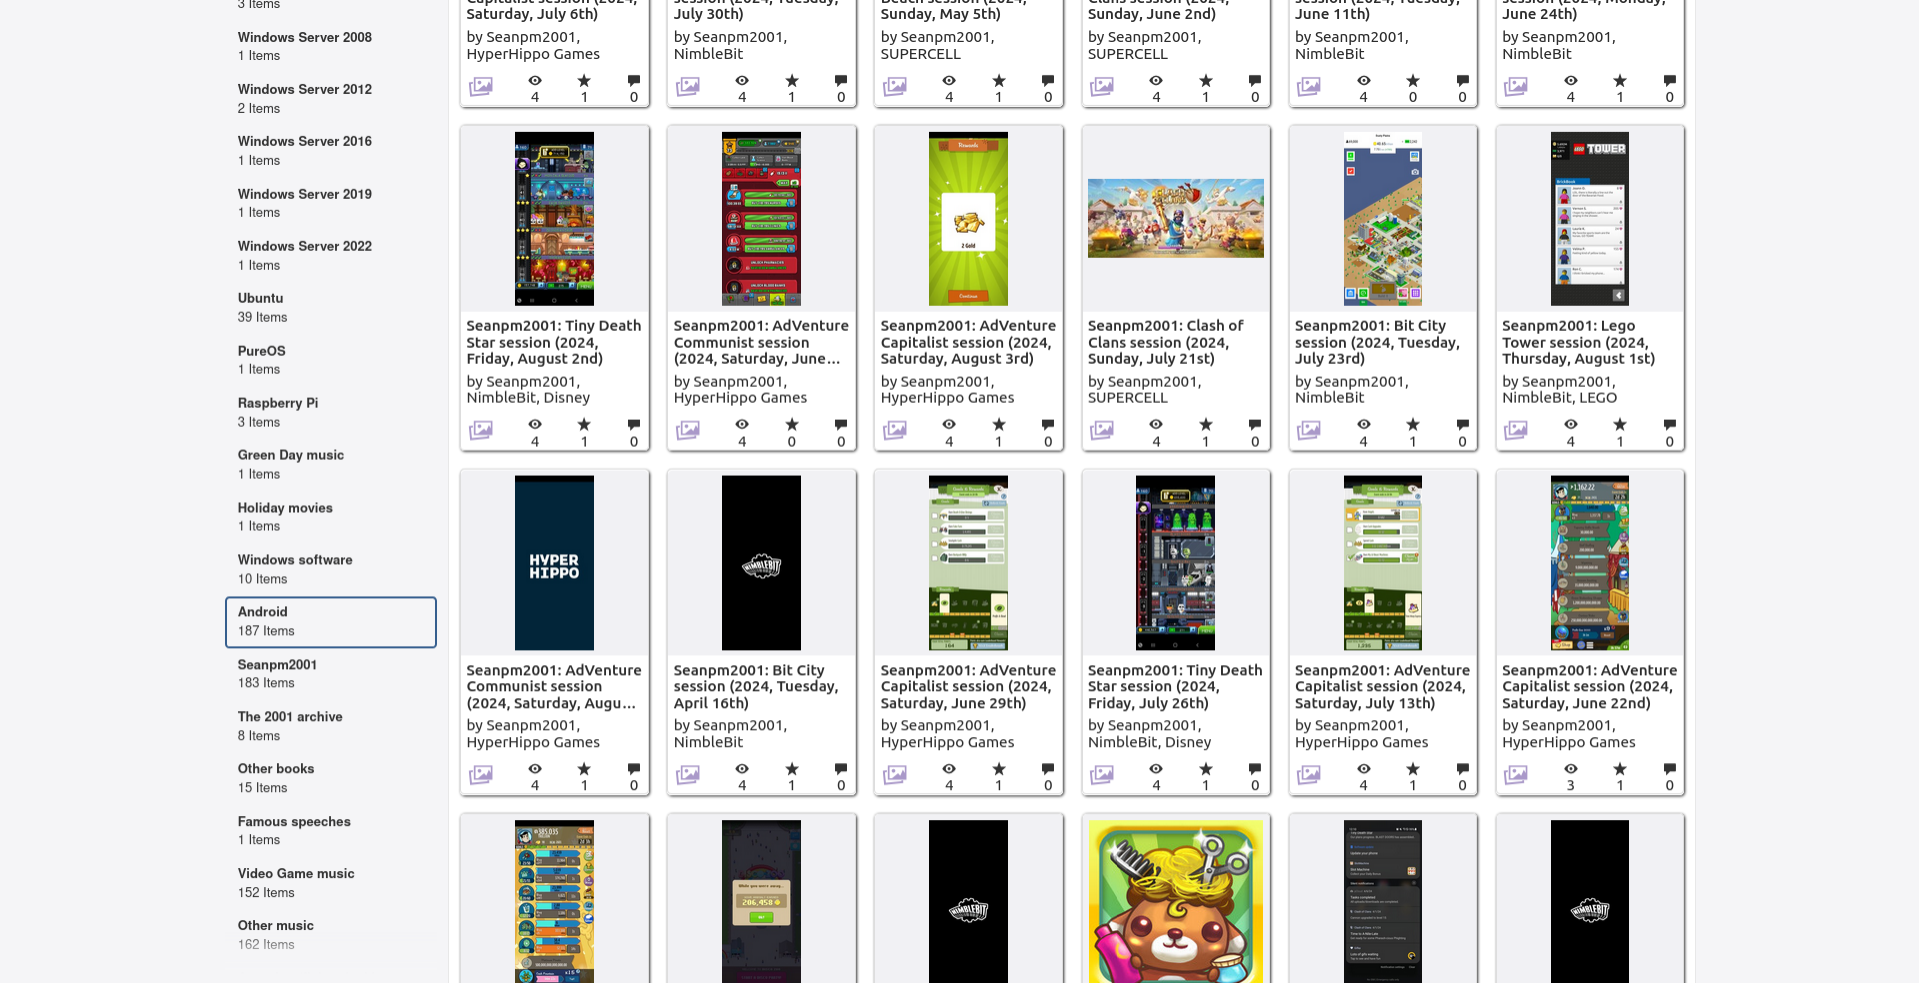 3 Items
Windows Server 2008
1 Items
Windows Server 2012
2 Items
Windows Server 2016
1 Items
Windows Server 2019
1 Items
Windows Server 2022
1 Items
Ubuntu
39 Items
PureOS
1 Items
Raspberry Pi
3 Items
Green Day music
1 Items
Holiday movies
1 Items
Windows software
10 Items
Android
187 Items
Seanpm2001
183 Items
The 2001 archive
8 Items
Other books
15 Items
Famous speeches
1 Items
Video Game music
152 Items
Other music
162 Items
Capitalist session (2024,
Saturday, July 6th)
by Seanpm2001,
HyperHippo Games
4 1 0
session (2024, Tuesday,
July 30th)
by Seanpm2001,
NimbleBit
4 1 0
Beach session (2024,
Sunday, May 5th)
by Seanpm2001,
SUPERCELL
4 1 0
Clans session (2024,
Sunday, June 2nd)
by Seanpm2001,
SUPERCELL
4 1 0
session (2024, Tuesday,
June 11th)
by Seanpm2001,
NimbleBit
4 0 0
session (2024, Monday,
June 24th)
by Seanpm2001,
NimbleBit
4 1 0
Seanpm2001: Tiny Death
Star session (2024,
Friday, August 2nd)
by Seanpm2001,
NimbleBit, Disney
4 1 0
Seanpm2001: AdVenture
Communist session
(2024, Saturday, June...
by Seanpm2001,
HyperHippo Games
4 0 0
Rewards
2 Gold
Continue
Seanpm2001: AdVenture
Capitalist session (2024,
Saturday, August 3rd)
by Seanpm2001,
HyperHippo Games
4 1 0
Seanpm2001: Clash of
Clans session (2024,
Sunday, July 21st)
by Seanpm2001,
SUPERCELL
4 1 0
Seanpm2001: Bit City
session (2024, Tuesday,
July 23rd)
by Seanpm2001,
NimbleBit
4 1 0
LEGO TOWER
Seanpm2001: Lego
Tower session (2024,
Thursday, August 1st)
by Seanpm2001,
NimbleBit, LEGO
4 1 0
HYPER
HIPPO
Seanpm2001: AdVenture
Communist session
(2024, Saturday, Augu...
by Seanpm2001,
HyperHippo Games
4 1 0
NIMBLEBIT
Seanpm2001: Bit City
session (2024, Tuesday,
April 16th)
by Seanpm2001,
NimbleBit
4 1 0
Seanpm2001: AdVenture
Capitalist session (2024,
Saturday, June 29th)
by Seanpm2001,
HyperHippo Games
4 1 0
Seanpm2001: Tiny Death
Star session (2024,
Friday, July 26th)
by Seanpm2001,
NimbleBit, Disney
4 1 0
Seanpm2001: AdVenture
Capitalist session (2024,
Saturday, July 13th)
by Seanpm2001,
HyperHippo Games
4 1 0
Seanpm2001: AdVenture
Capitalist session (2024,
Saturday, June 22nd)
by Seanpm2001,
HyperHippo Games
3 1 0
While you were away...
206,458
NIMBLEBIT
NIMBLEBIT